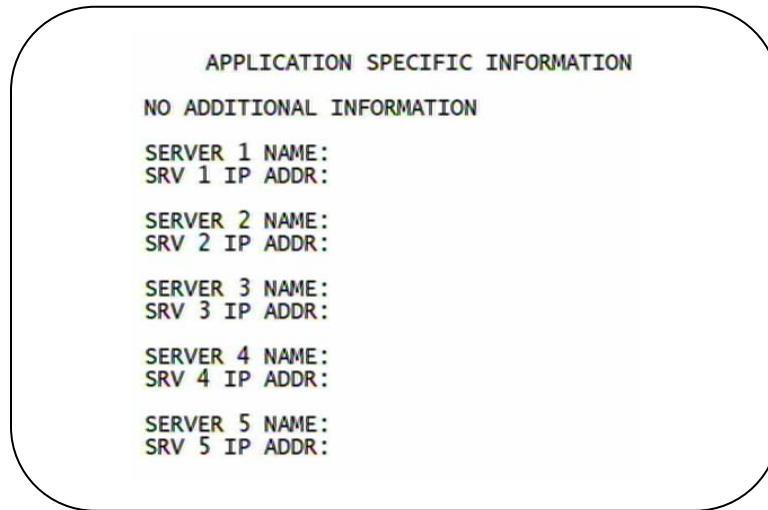 APPLICATION SPECIFIC INFORMATION
NO ADDITIONAL INFORMATION
SERVER 1 NAME:
SRV 1 IP ADDR:
SERVER 2 NAME:
SRV 2 IP ADDR:
SERVER 3 NAME:
SRV 3 IP ADDR:
SERVER 4 NAME:
SRV 4 IP ADDR:
SERVER 5 NAME:
SRV 5 IP ADDR: